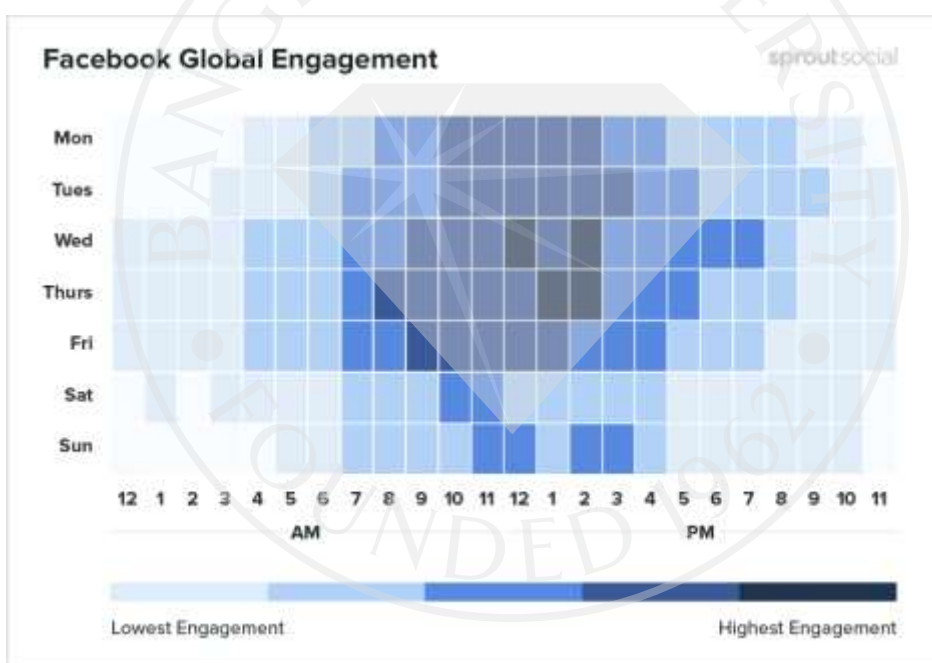 Facebook Global Engagement
sproutsocial
Mon
Tues
Wed
Thurs
Fri
Sat
Sun
12 1 2 3 4 5 6 7 8 9 10 11 12 1 2 3 4 5 6 7 8 9 10 11
AM PM
Lowest Engagement Highest Engagement
FOUNDED 1962